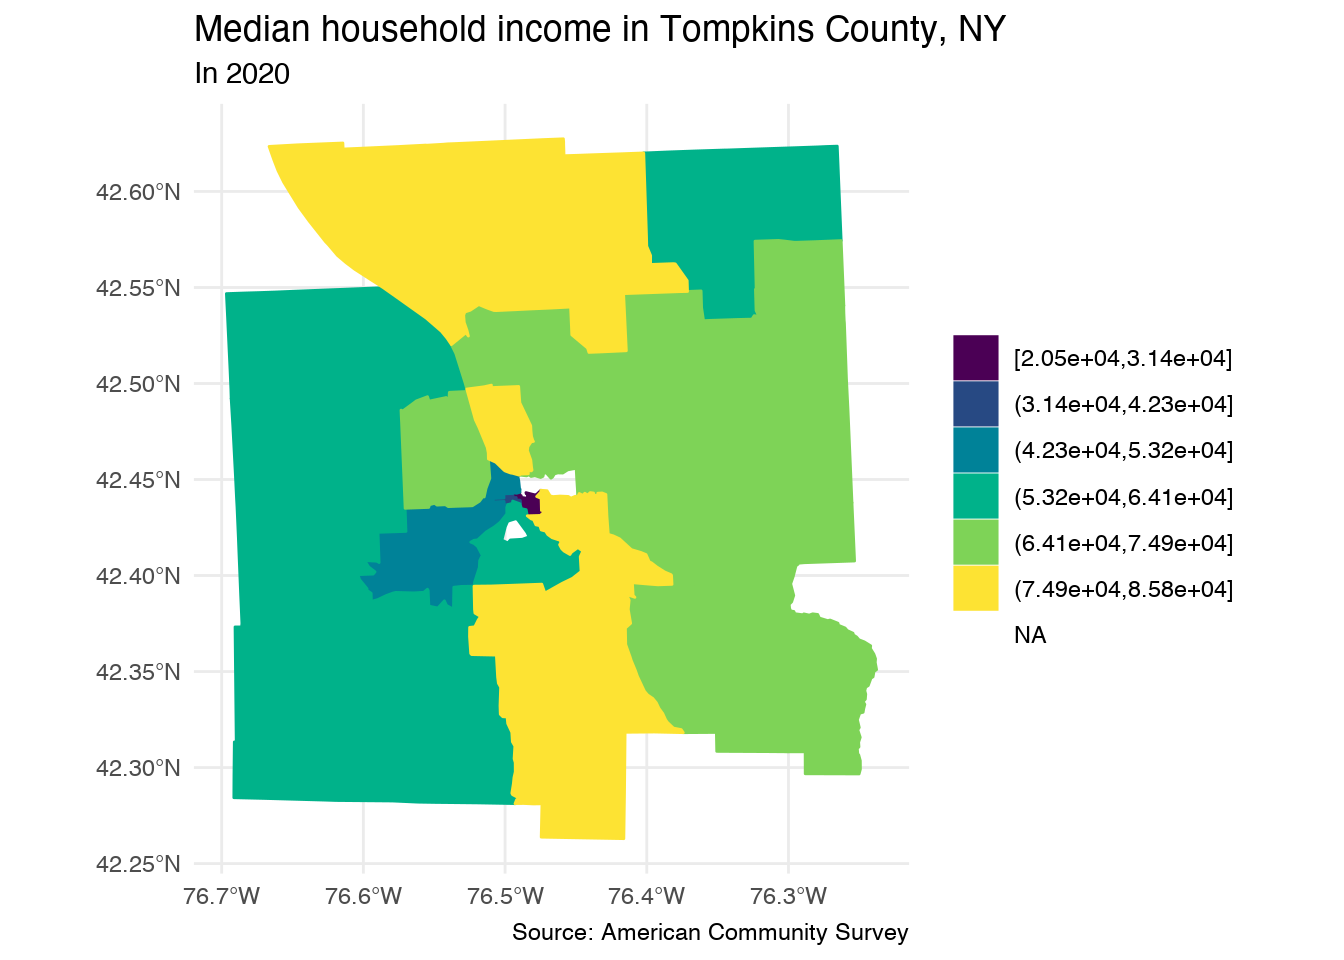 Median household income in Tompkins County, NY
In 2020
42.60°N
42.55°N
42.50°N
42.45°N
42.40°N
42.35°N
42.30°N
42.25°N
76.7°W 76.6°W 76.5°W 76.4°W 76.3°W
[2.05e+04,3.14e+04]
(3.14e+04,4.23e+04]
(4.23e+04,5.32e+04]
(5.32e+04,6.41e+04]
(6.41e+04,7.49e+04]
(7.49e+04,8.58e+04]
NA
Source: American Community Survey